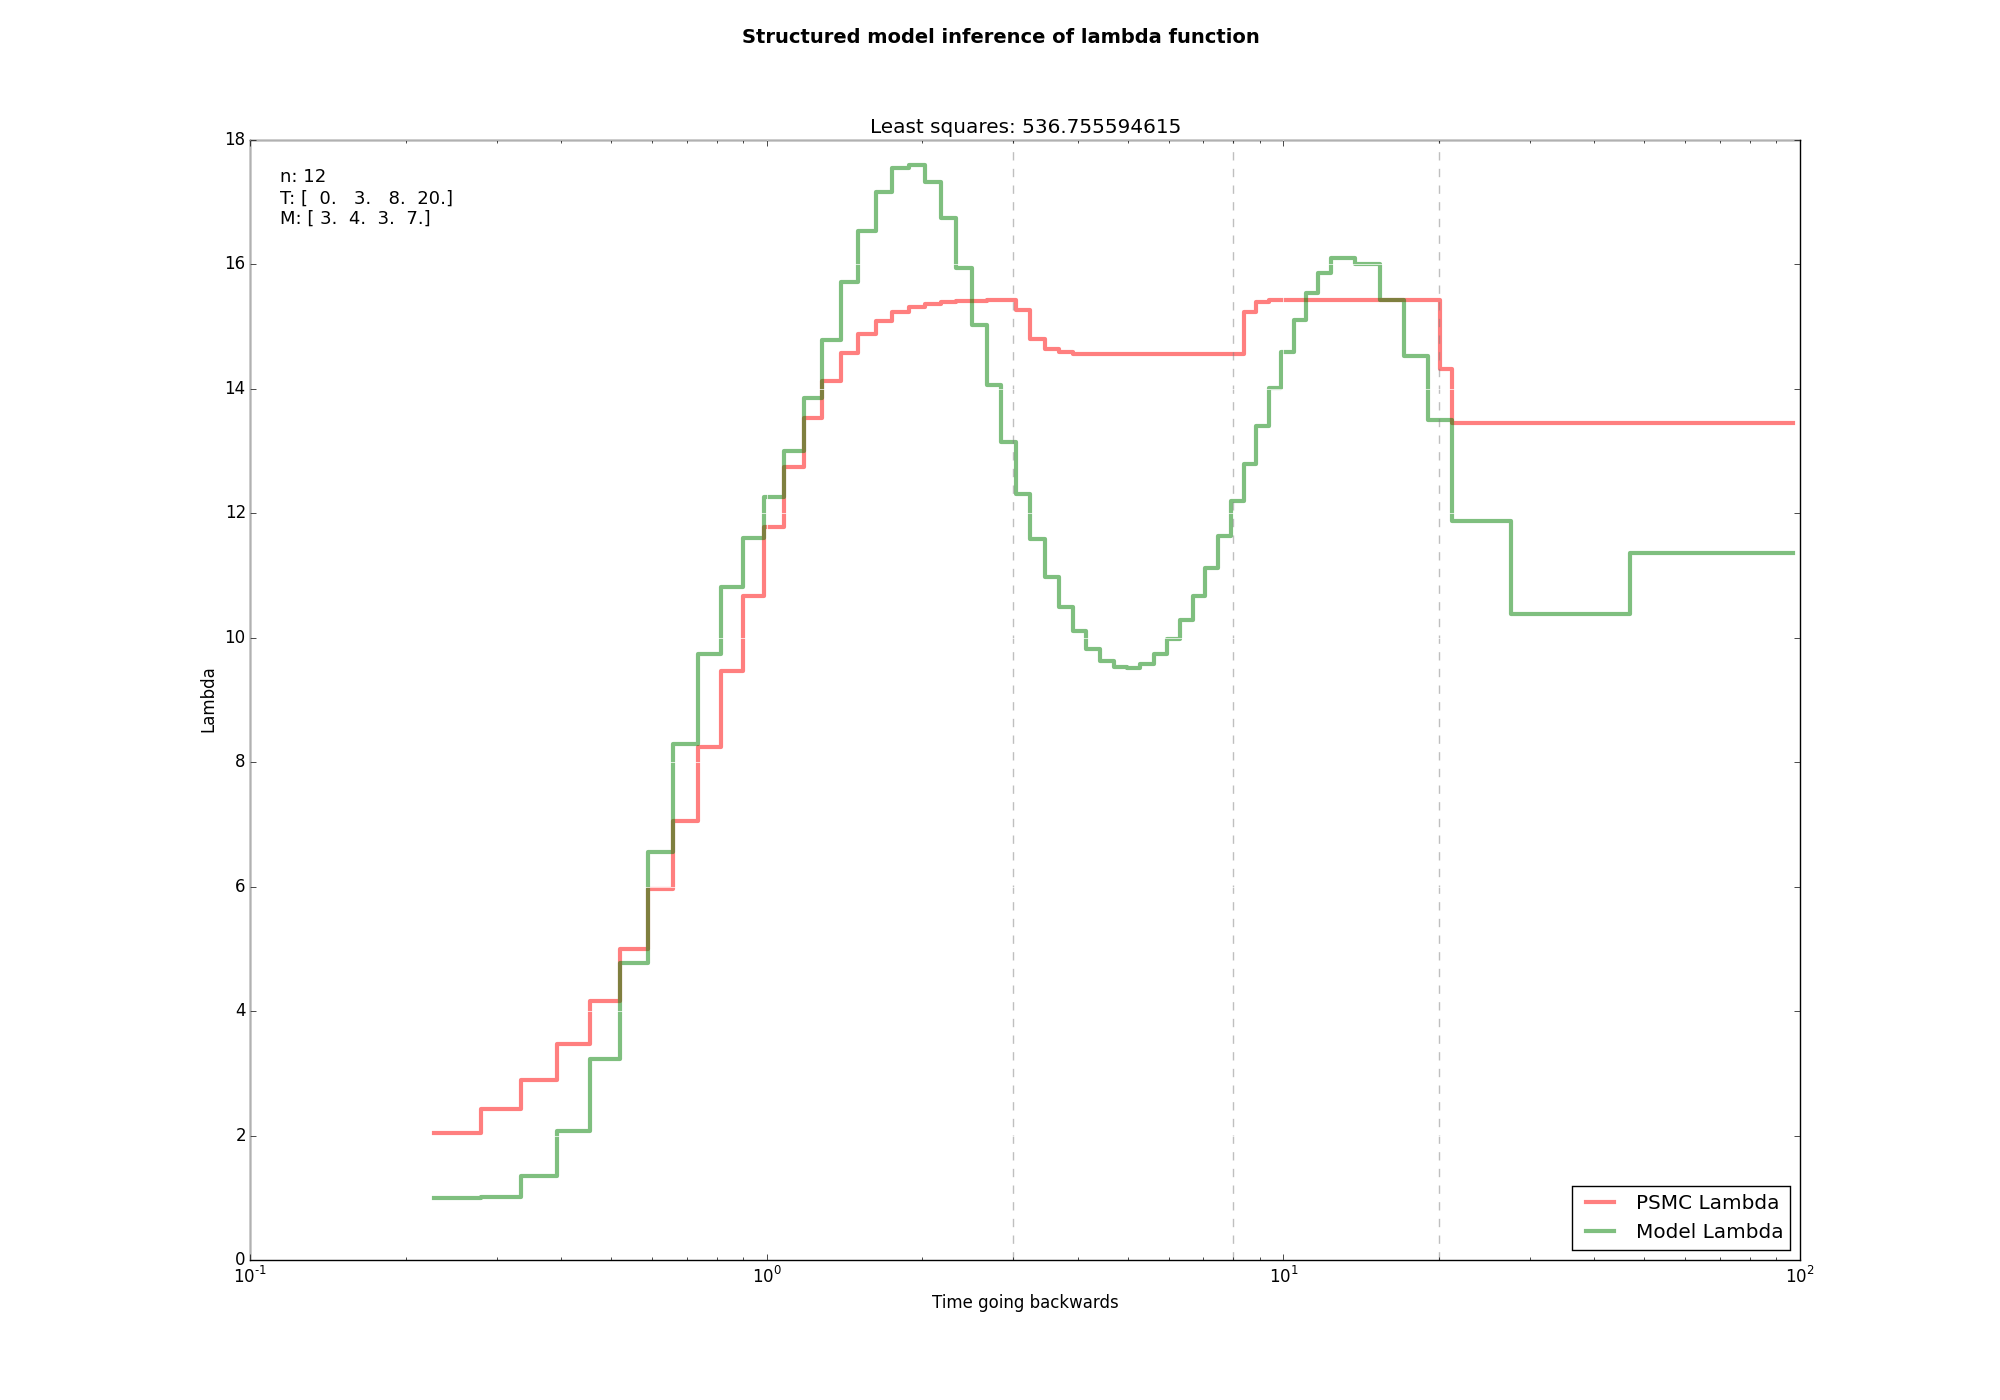 Structured model inference of lambda function
Least squares: 536.755594615
n: 12
T: [  0.   3.   8.  20.]
M: [ 3.  4.  3.  7.]
18
16
14
12
10
8
6
4
2
0
Lambda
10^-1
10^0
10^1
10^2
Time going backwards
PSMC Lambda
Model Lambda